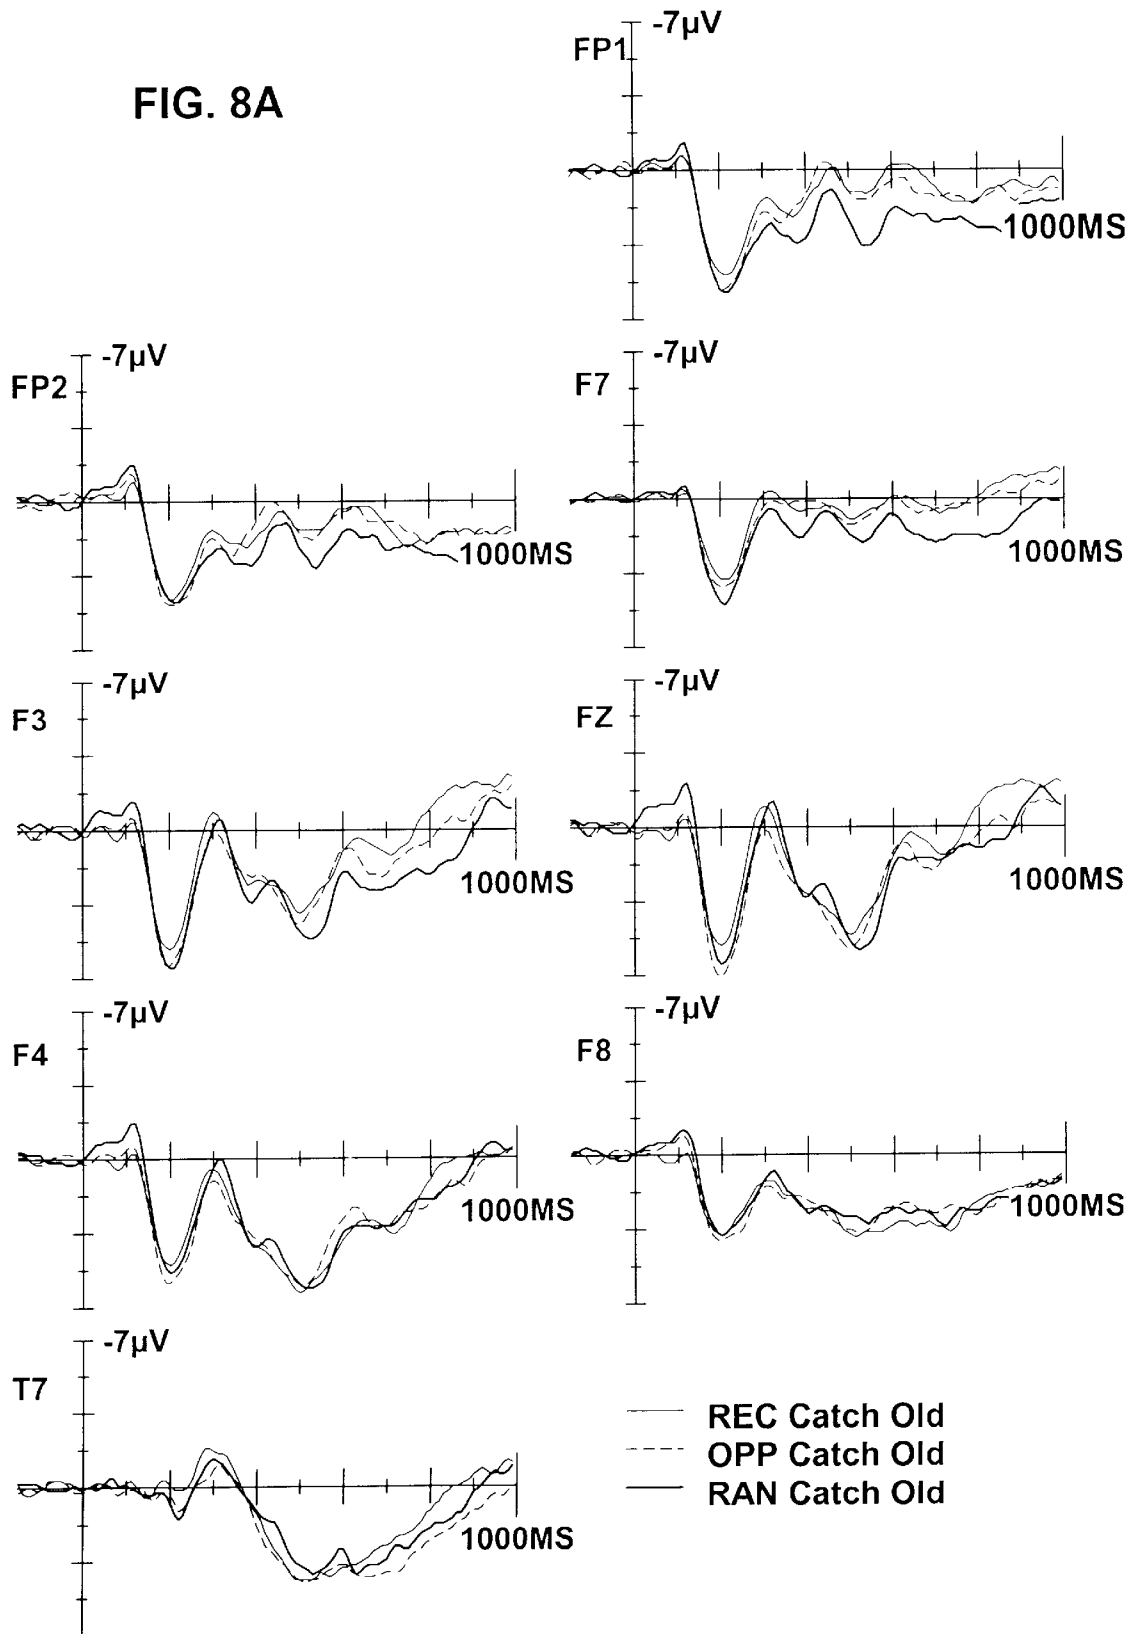 FIG. 8A
-7µV
FP1
1000MS
-7µV
FP2
1000MS
-7µV
F7
1000MS
-7µV
F3
1000MS
-7µV
FZ
1000MS
-7µV
F4
1000MS
-7µV
F8
1000MS
-7µV
T7
1000MS
REC Catch Old
OPP Catch Old
RAN Catch Old